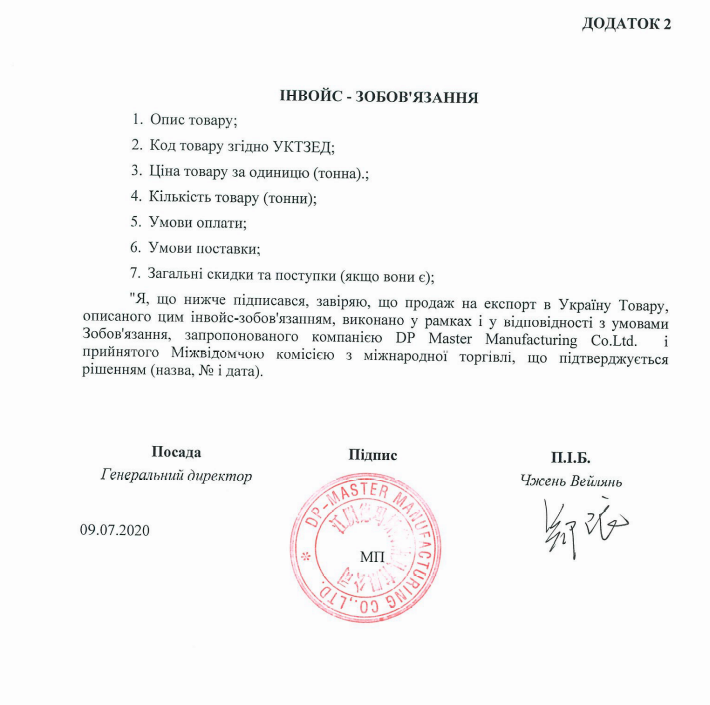 ДОДАТОК 2
ІНВОЙС - ЗОБОВ'ЯЗАННЯ
1. Опис товару;
2. Код товару згідно УКТЗЕД;
3. Ціна товару за одиницю (тонна).;
4. Кількість товару (тонни);
5. Умови оплати;
6. Умови поставки;
7. Загальні скидки та поступки (якщо вони є);
"Я, що нижче підписався, завіряю, що продаж на експорт в Україну Товару,
описаного цим інвойс-зобов'язанням, виконано у рамках і у відповідності з умовами
Зобов'язання, запропонованого компанією DP Master Manufacturing Co.Ltd. і
прийнятого Міжвідомчою комісією з міжнародної торгівлі, що підтверджується
рішенням (назва, № і дата).
Посада Підпис П.І.Б.
Генеральний директор Чжень Вейлянь
09.07.2020
DP-MASTER MANUFACTURING CO.,LTD.
МП